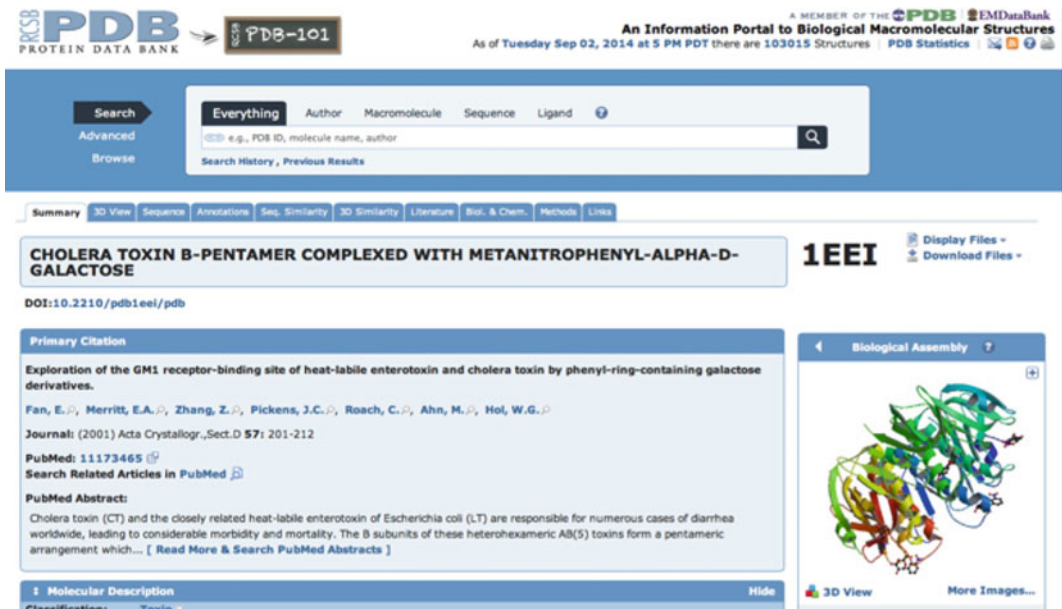 RCSB PDB
PROTEIN DATA BANK
PDB-101
A MEMBER OF THE PDB EMDataBank
An Information Portal to Biological Macromolecular Structures
As of Tuesday Sep 02, 2014 at 5 PM PDT there are 103015 Structures | PDB Statistics
Search
Advanced
Browse
Everything Author Macromolecule Sequence Ligand ?
e.g., PDB ID, molecule name, author
Search History , Previous Results
Summary 3D View Sequence Annotations Seq. Similarity 3D Similarity Literature Biol. & Chem. Methods Links
CHOLERA TOXIN B-PENTAMER COMPLEXED WITH METANITROPHENYL-ALPHA-D-
GALACTOSE
1EEI
Display Files
Download Files
DOI:10.2210/pdb1eei/pdb
Primary Citation
Exploration of the GM1 receptor-binding site of heat-labile enterotoxin and cholera toxin by phenyl-ring-containing galactose
derivatives.
Fan, E., Merritt, E.A., Zhang, Z., Pickens, J.C., Roach, C., Ahn, M., Hol, W.G.
Journal: (2001) Acta Crystallogr.,Sect.D 57: 201-212
PubMed: 11173465
Search Related Articles in PubMed
PubMed Abstract:
Cholera toxin (CT) and the closely related heat-labile enterotoxin of Escherichia coli (LT) are responsible for numerous cases of diarrhea
worldwide, leading to considerable morbidity and mortality. The B subunits of these heterohexameric AB(5) toxins form a pentameric
arrangement which... [ Read More & Search PubMed Abstracts ]
Biological Assembly ?
3D View More Images...
Molecular Description Hide
Classification: Toxin